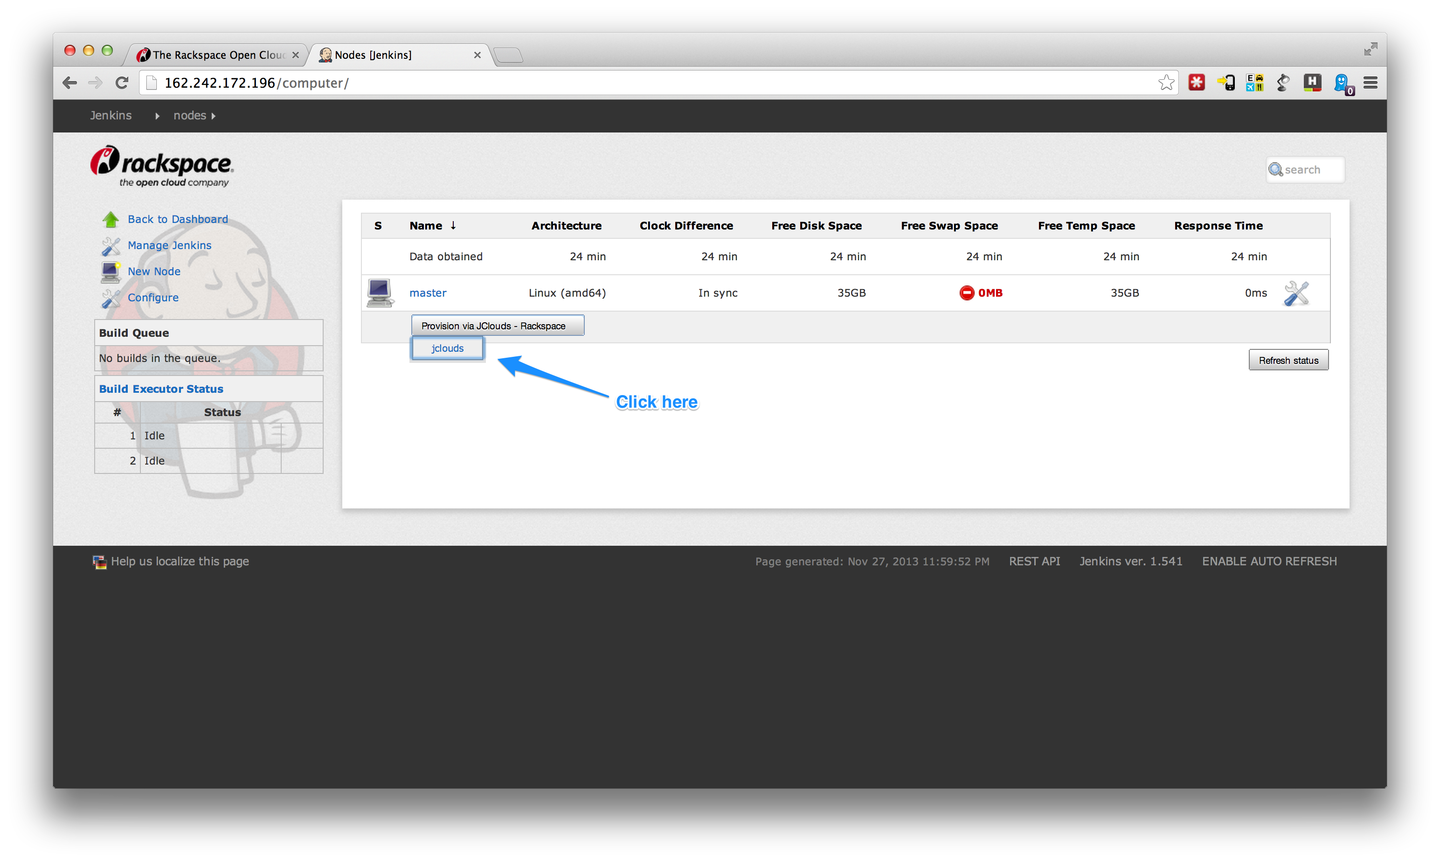 The Rackspace Open Clou
Nodes [Jenkins]
162.242.172.196/computer/
E
H
0
Jenkins
nodes
rackspace®
the open cloud company
search
Back to Dashboard
Manage Jenkins
New Node
Configure
Build Queue
No builds in the queue.
Build Executor Status
# Status
1 Idle
2 Idle
S Name ↓ Architecture Clock Difference Free Disk Space Free Swap Space Free Temp Space Response Time
Data obtained 24 min 24 min 24 min 24 min 24 min 24 min
master Linux (amd64) In sync 35GB 0MB 35GB 0ms
Provision via JClouds - Rackspace
jclouds
Refresh status
Click here
Help us localize this page
Page generated: Nov 27, 2013 11:59:52 PM REST API Jenkins ver. 1.541 ENABLE AUTO REFRESH